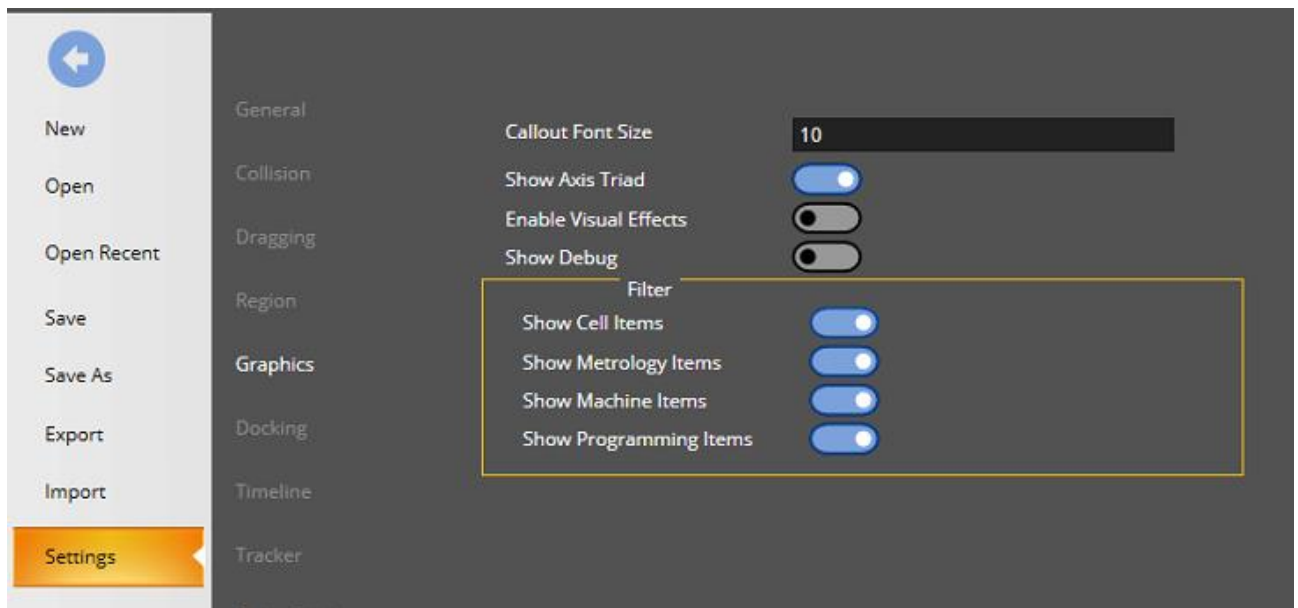 New
Open
Open Recent
Save
Save As
Export
Import
Settings
General
Collision
Dragging
Region
Graphics
Docking
Timeline
Tracker
Callout Font Size 10
Show Axis Triad
Enable Visual Effects
Show Debug
Filter
Show Cell Items
Show Metrology Items
Show Machine Items
Show Programming Items